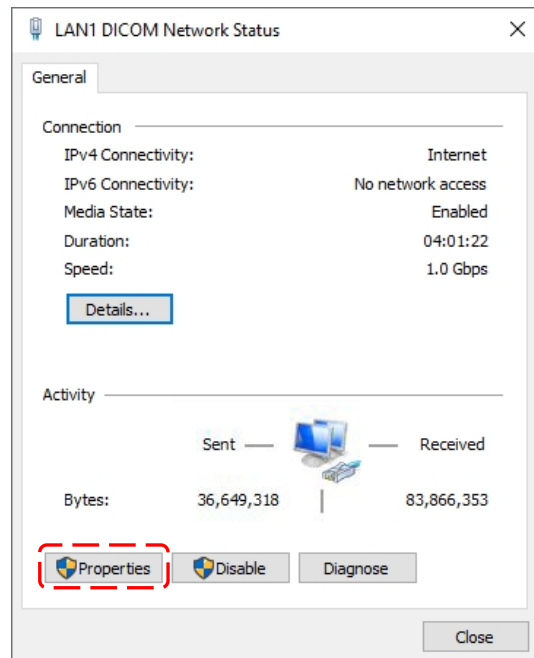 LAN1 DICOM Network Status
General
Connection
IPv4 Connectivity: Internet
IPv6 Connectivity: No network access
Media State: Enabled
Duration: 04:01:22
Speed: 1.0 Gbps
Details...
Activity
Sent Received
Bytes: 36,649,318 83,866,353
Properties Disable Diagnose
Close